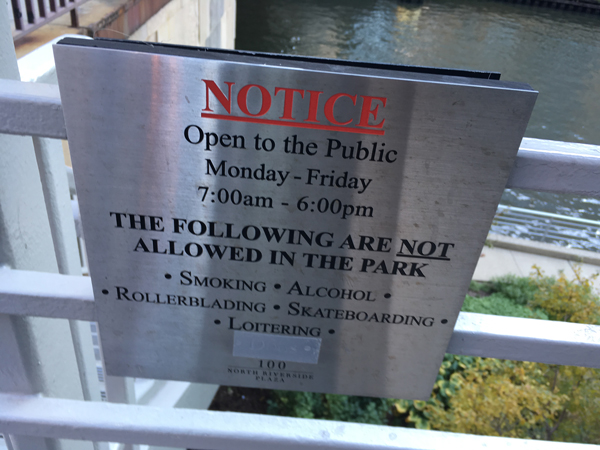 NOTICE
Open to the Public
Monday - Friday
7:00am - 6:00pm
THE FOLLOWING ARE NOT
ALLOWED IN THE PARK
• SMOKING • ALCOHOL •
• ROLLERBLADING • SKATEBOARDING •
• LOITERING •
100
NORTH RIVERSIDE
PLAZA